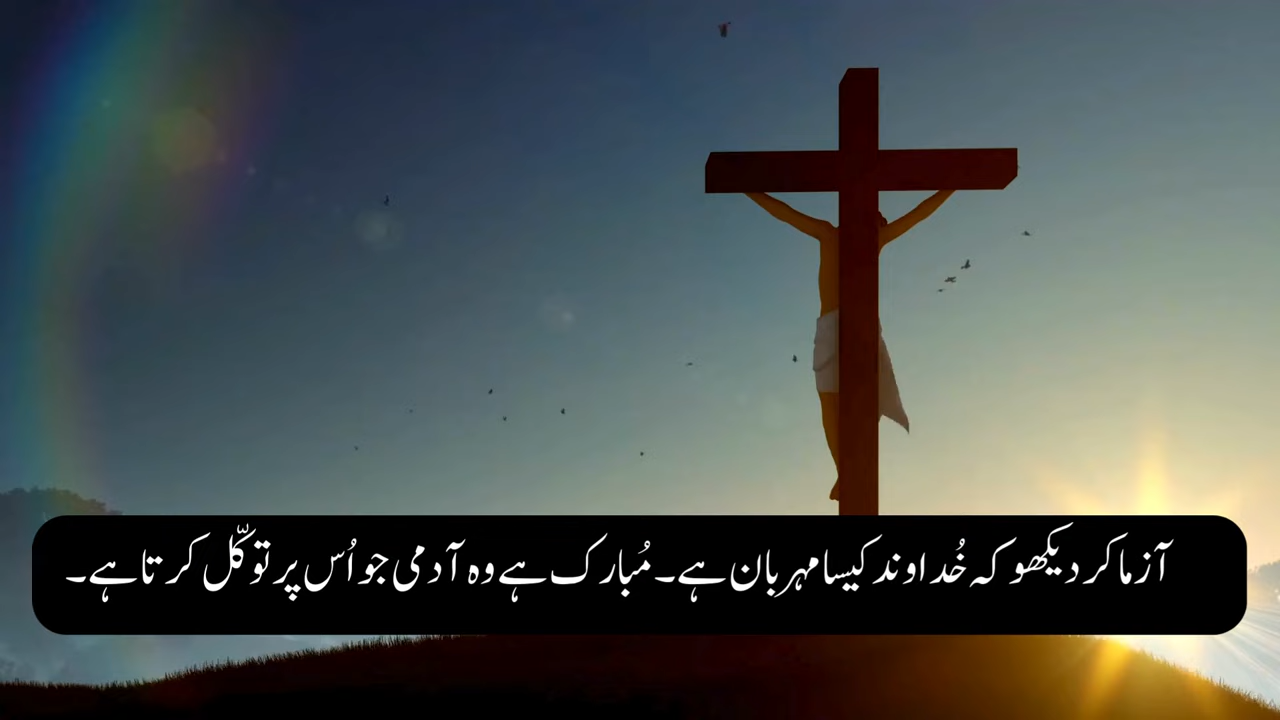 آزما کر دیکھو کہ خُداوند کیسا مہربان ہے۔ مُبارک ہے وہ آدمی جو اُس پر توکّل کرتا ہے۔